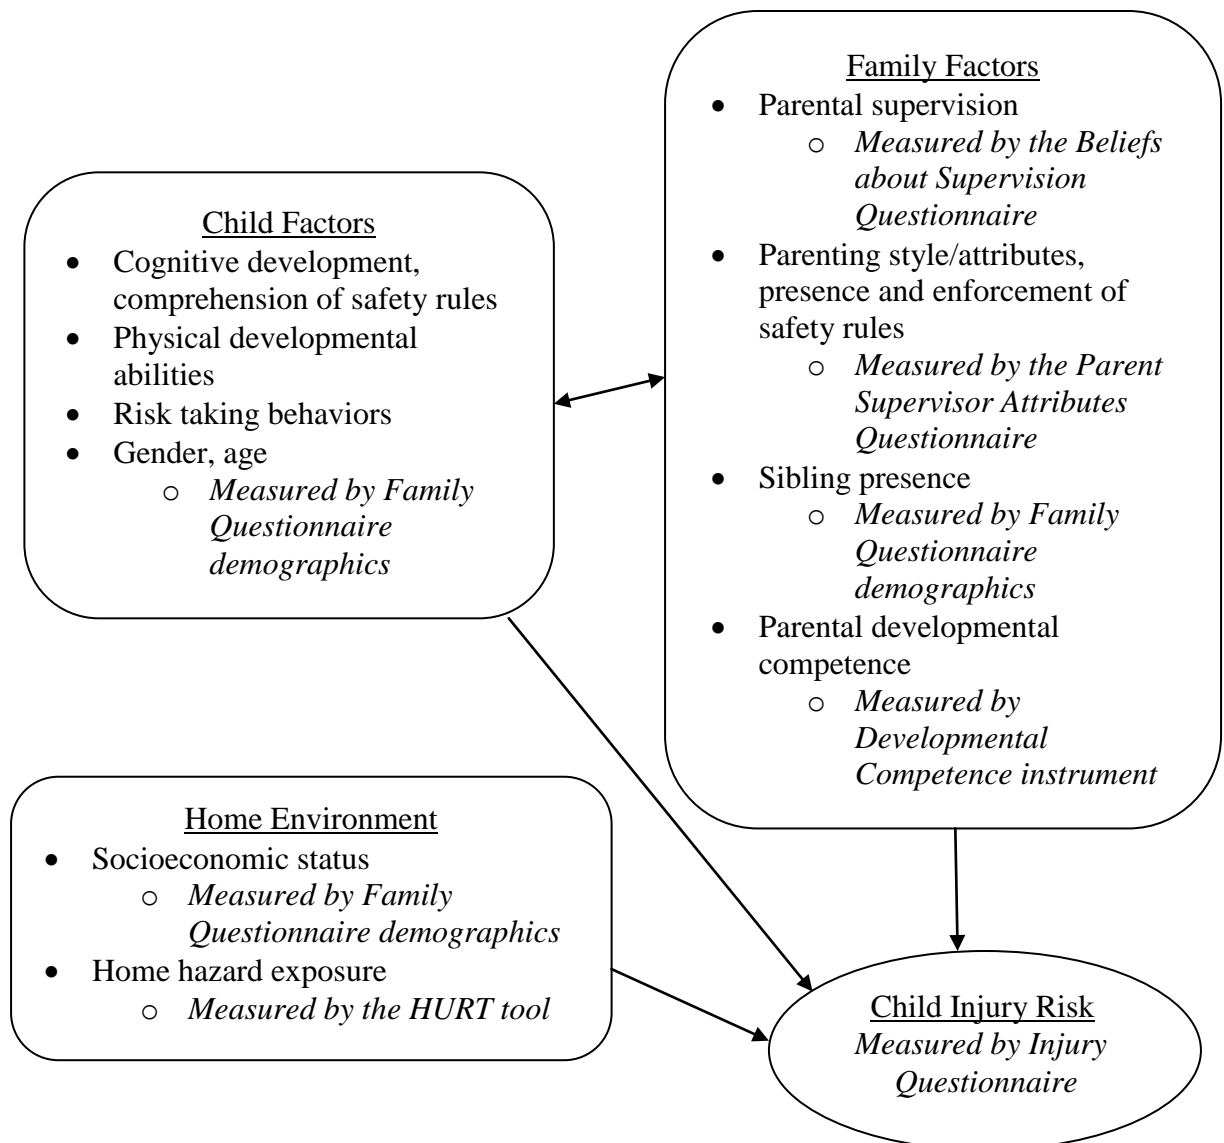 Family Factors
• Parental supervision
o Measured by the Beliefs
about Supervision
Questionnaire
• Parenting style/attributes,
presence and enforcement of
safety rules
o Measured by the Parent
Supervisor Attributes
Questionnaire
• Sibling presence
o Measured by Family
Questionnaire
demographics
• Parental developmental
competence
o Measured by
Developmental
Competence instrument
Child Factors
• Cognitive development,
comprehension of safety rules
• Physical developmental
abilities
• Risk taking behaviors
• Gender, age
o Measured by Family
Questionnaire
demographics
Home Environment
• Socioeconomic status
o Measured by Family
Questionnaire demographics
• Home hazard exposure
o Measured by the HURT tool
Child Injury Risk
Measured by Injury
Questionnaire